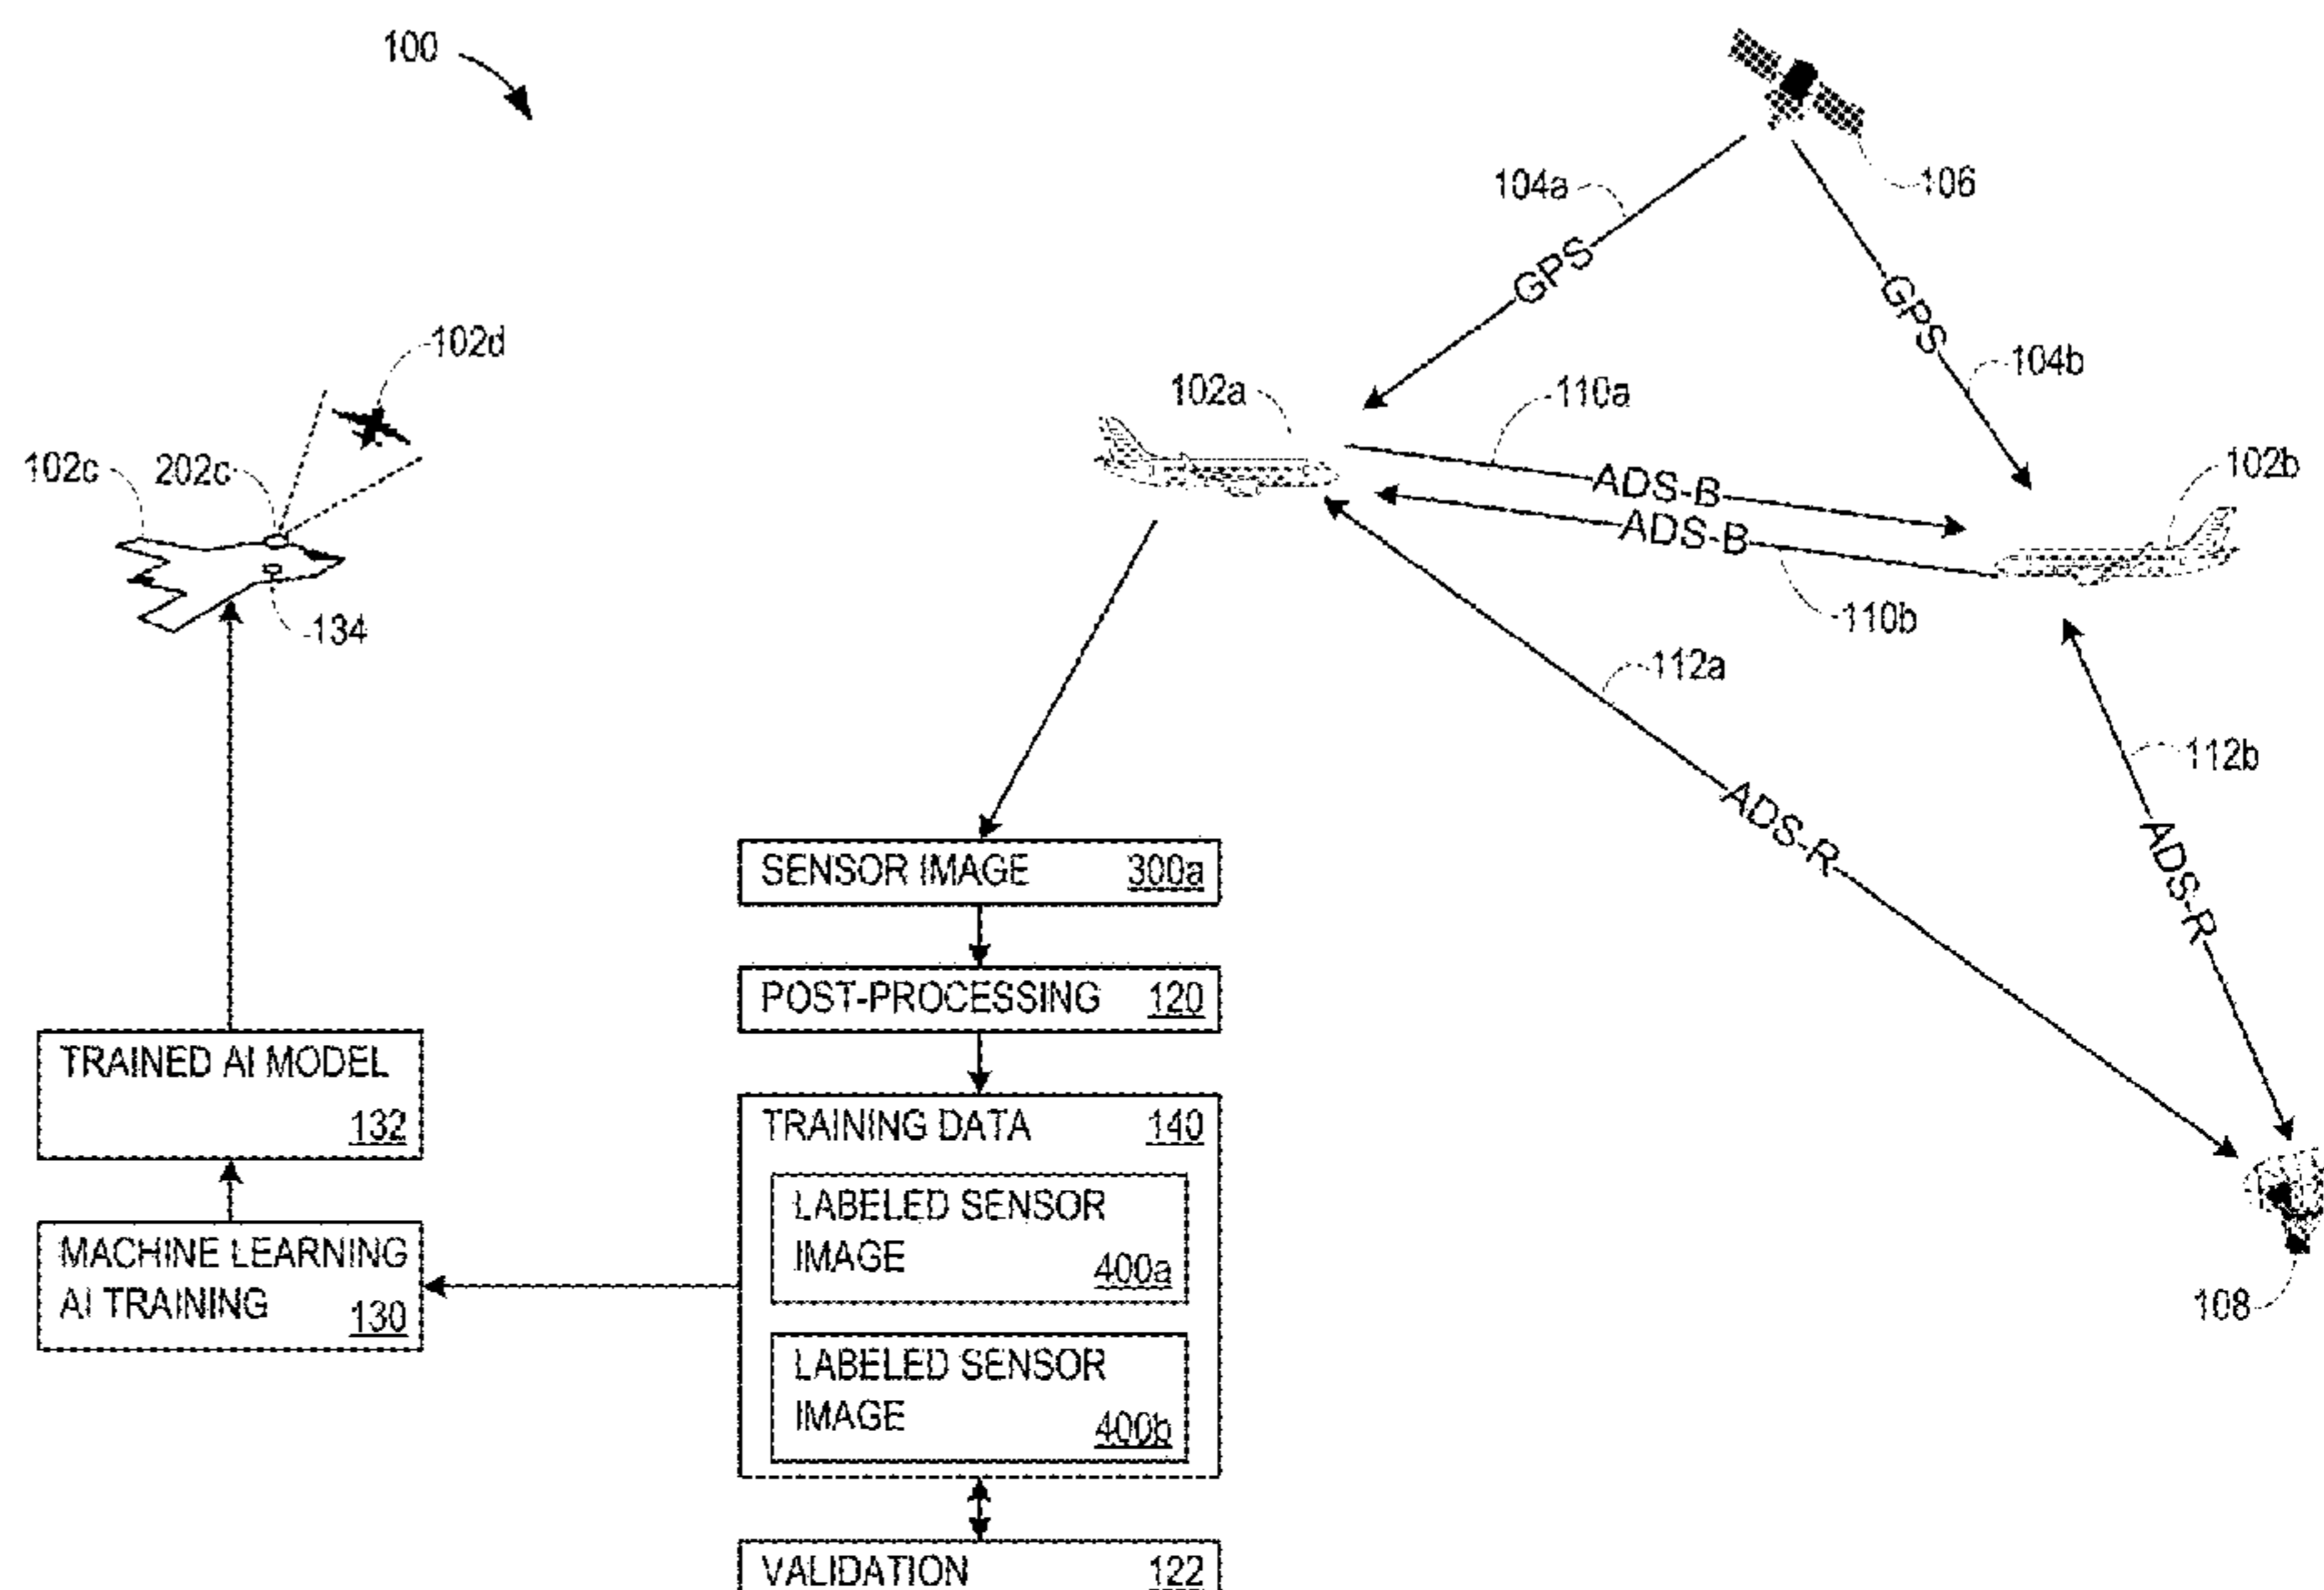 100
106
104a
GPS
GPS
104b
102d
102a
110a
102c
202c
ADS-B
102b
ADS-B
134
110b
112a
112b
ADS-R
ADS-R
SENSOR IMAGE 300a
POST-PROCESSING 120
TRAINED AI MODEL
132
TRAINING DATA 140
LABELED SENSOR
IMAGE
400a
MACHINE LEARNING
AI TRAINING
130
108
LABELED SENSOR
IMAGE
400b
VALIDATION 122